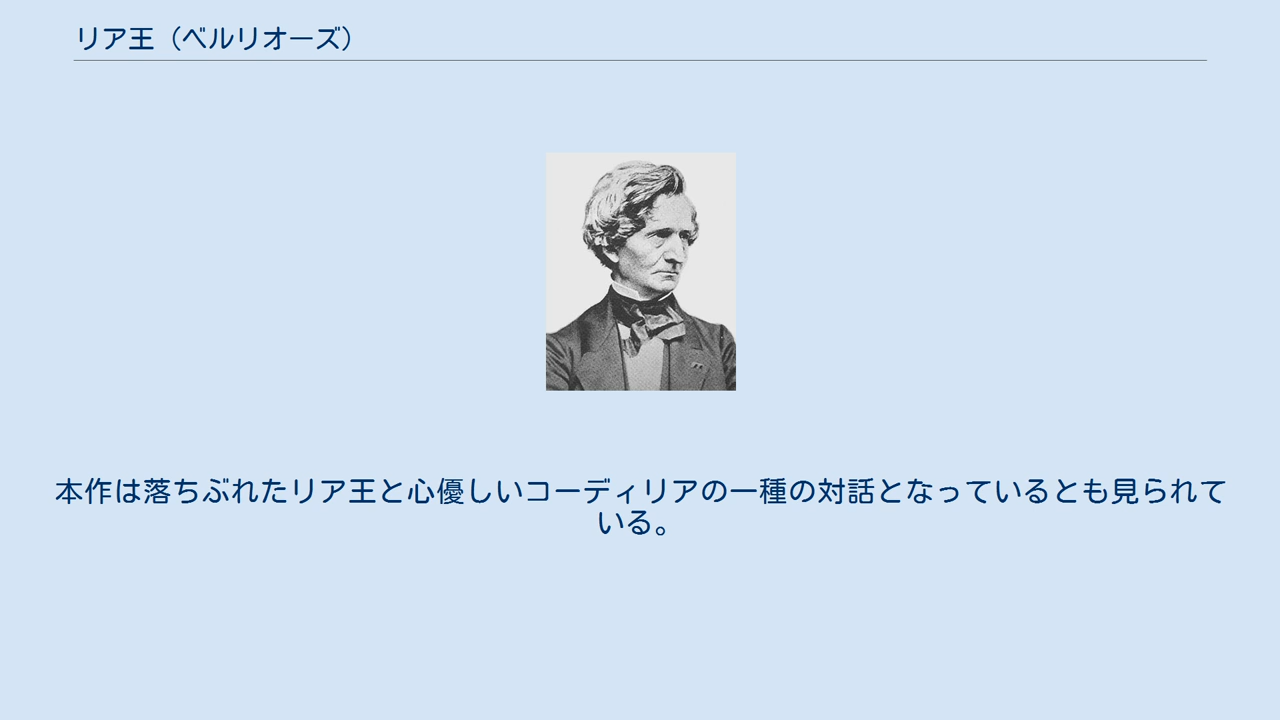 リア王（ベルリオーズ）
本作は落ちぶれたリア王と心優しいコーディリアの一種の対話となっているとも見られて
いる。